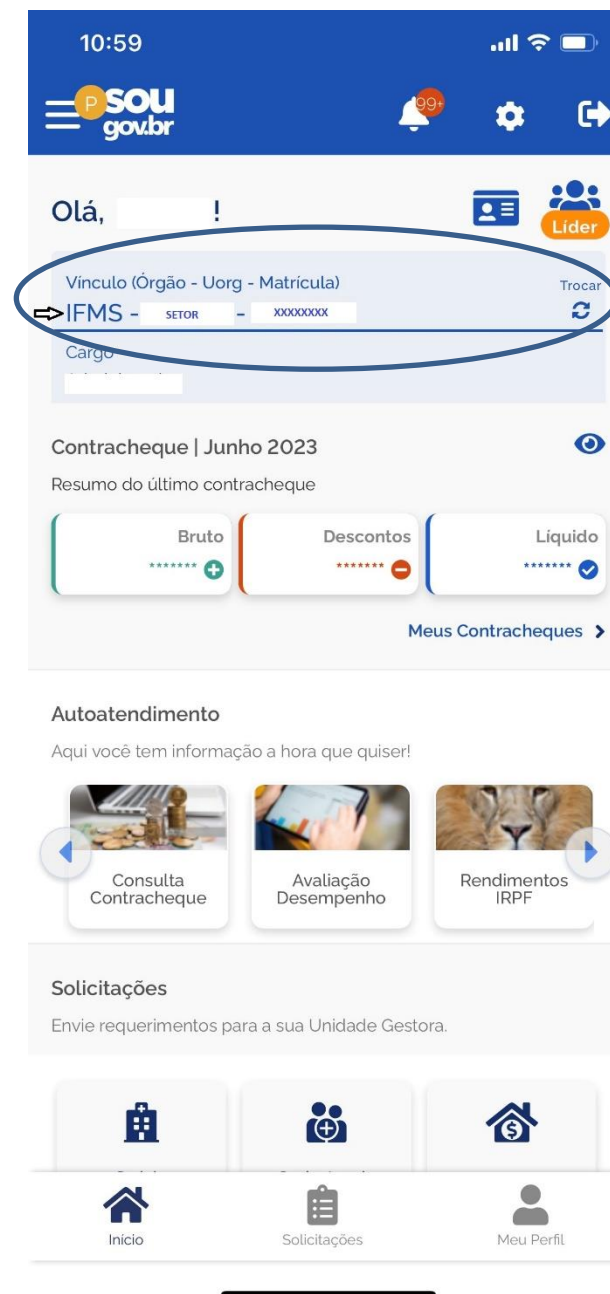 10:59
P sou
gov.br
99+
Olá, !
Líder
Vínculo (Órgão - Uorg - Matrícula)
Trocar
IFMS - SETOR - XXXXXXXX
Cargo
Contracheque | Junho 2023
Resumo do último contracheque
Bruto
*******
Descontos
*******
Líquido
*******
Meus Contracheques
Autoatendimento
Aqui você tem informação a hora que quiser!
Consulta
Contracheque
Avaliação
Desempenho
Rendimentos
IRPF
Solicitações
Envie requerimentos para a sua Unidade Gestora.
Início
Solicitações
Meu Perfil